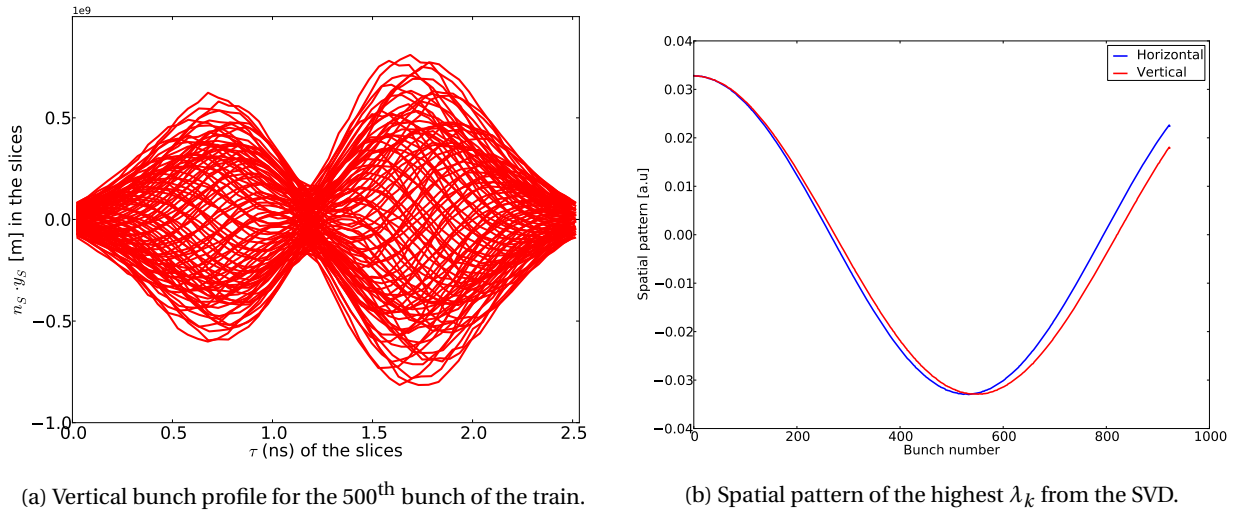 1e9
0.5
0.0
−0.5
−1.0
n_S · y_S [m] in the slices
0.0 0.5 1.0 1.5 2.0 2.5
τ (ns) of the slices
(a) Vertical bunch profile for the 500th bunch of the train.
0.04
0.03
0.02
0.01
0.00
−0.01
−0.02
−0.03
−0.04
Spatial pattern [a.u]
Horizontal
Vertical
0 200 400 600 800 1000
Bunch number
(b) Spatial pattern of the highest λ_k from the SVD.